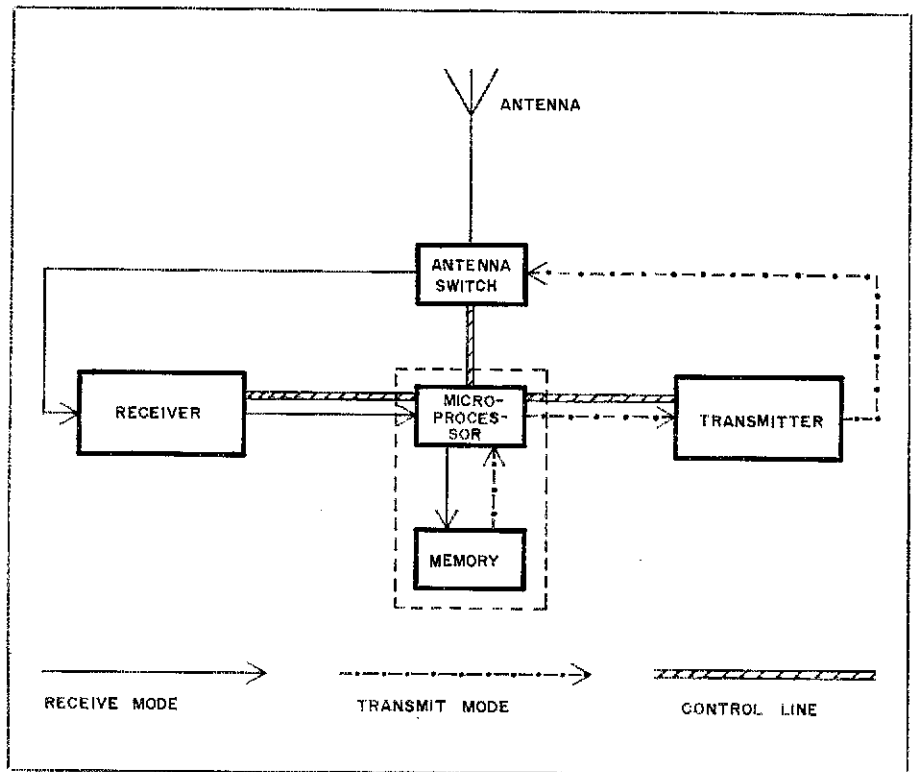 ANTENNA
ANTENNA
SWITCH
RECEIVER
MICRO-
PROCES-
SOR
TRANSMITTER
MEMORY
RECEIVE MODE
TRANSMIT MODE
CONTROL LINE